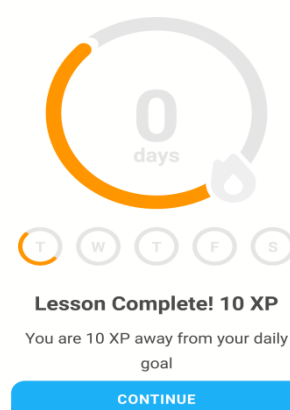 0
days
T W T F S
Lesson Complete! 10 XP
You are 10 XP away from your daily
goal
CONTINUE